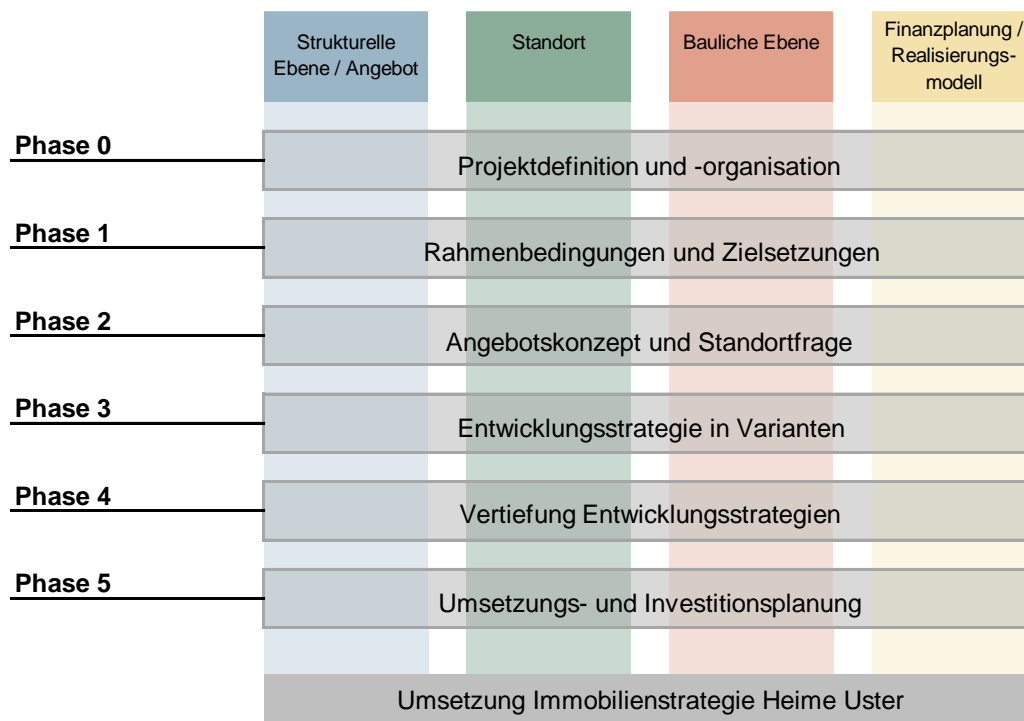 Strukturelle
Ebene / Angebot
Standort
Bauliche Ebene
Finanzplanung /
Realisierungs-
modell
Phase 0
Projektdefinition und -organisation
Phase 1
Rahmenbedingungen und Zielsetzungen
Phase 2
Angebotskonzept und Standortfrage
Phase 3
Entwicklungsstrategie in Varianten
Phase 4
Vertiefung Entwicklungsstrategien
Phase 5
Umsetzungs- und Investitionsplanung
Umsetzung Immobilienstrategie Heime Uster